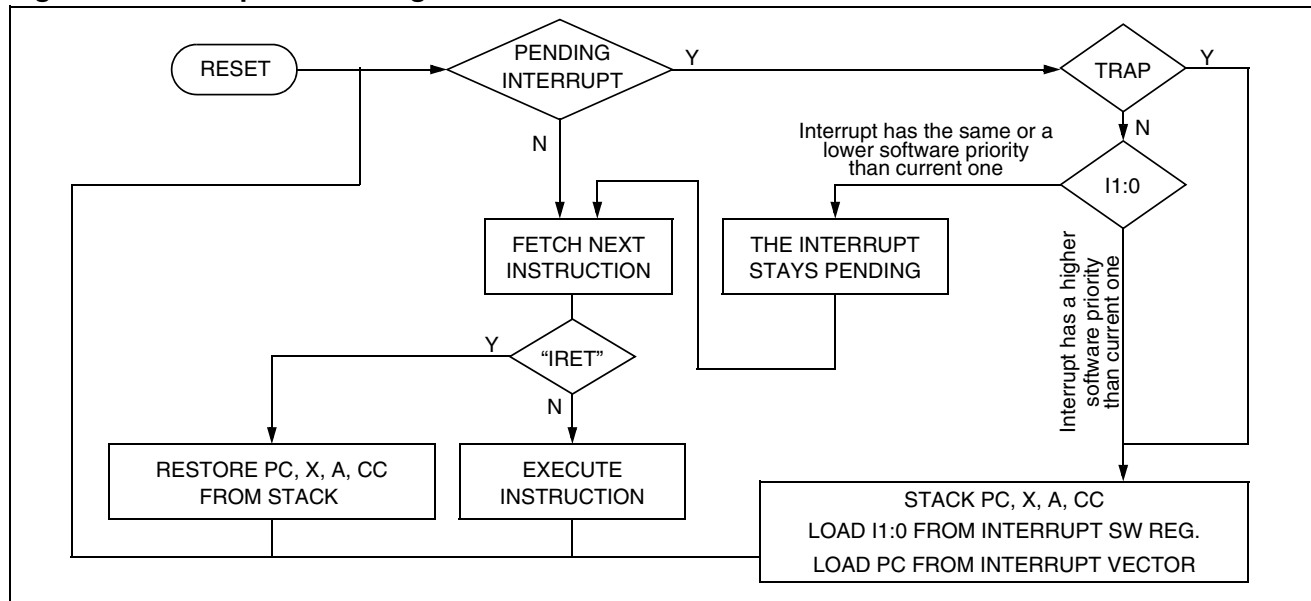 RESET
PENDING
INTERRUPT
Y
TRAP
Y
N
N
Interrupt has the same or a
lower software priority
than current one
I1:0
FETCH NEXT
INSTRUCTION
THE INTERRUPT
STAYS PENDING
Interrupt has a higher
software priority
than current one
Y
“IRET”
N
RESTORE PC, X, A, CC
FROM STACK
EXECUTE
INSTRUCTION
STACK PC, X, A, CC
LOAD I1:0 FROM INTERRUPT SW REG.
LOAD PC FROM INTERRUPT VECTOR